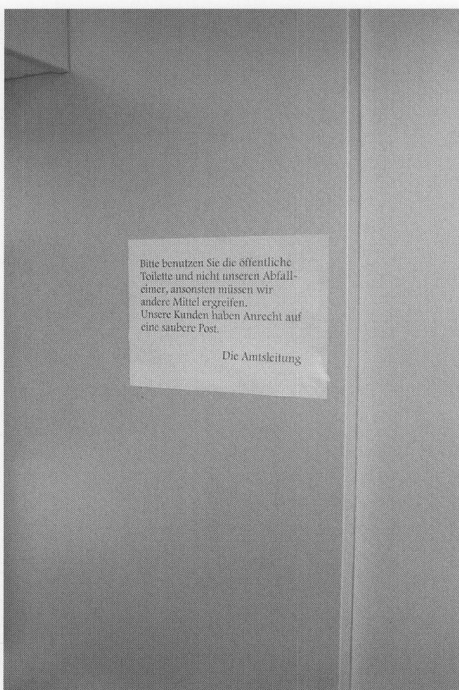 Bitte benutzen Sie die öffentliche
Toilette und nicht unseren Abfall-
eimer, ansonsten müssen wir
andere Mittel ergreifen.
Unsere Kunden haben Anrecht auf
eine saubere Post.
Die Amtsleitung